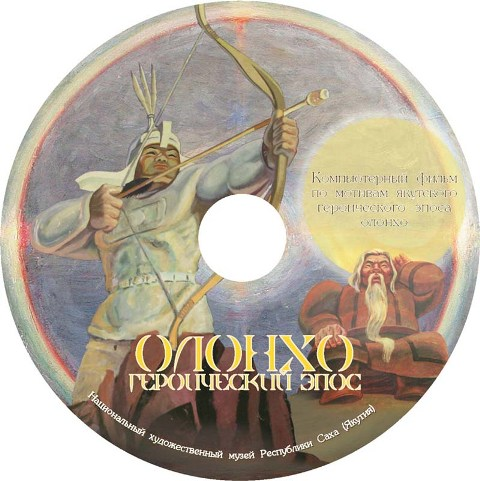 Компьютерный фильм
по мотивам якутского
героического эпоса
олонхо
ОЛОНХО
ГЕРОИЧЕСКИЙ ЭПОС
Национальный художественный музей Республики Саха (Якутия)